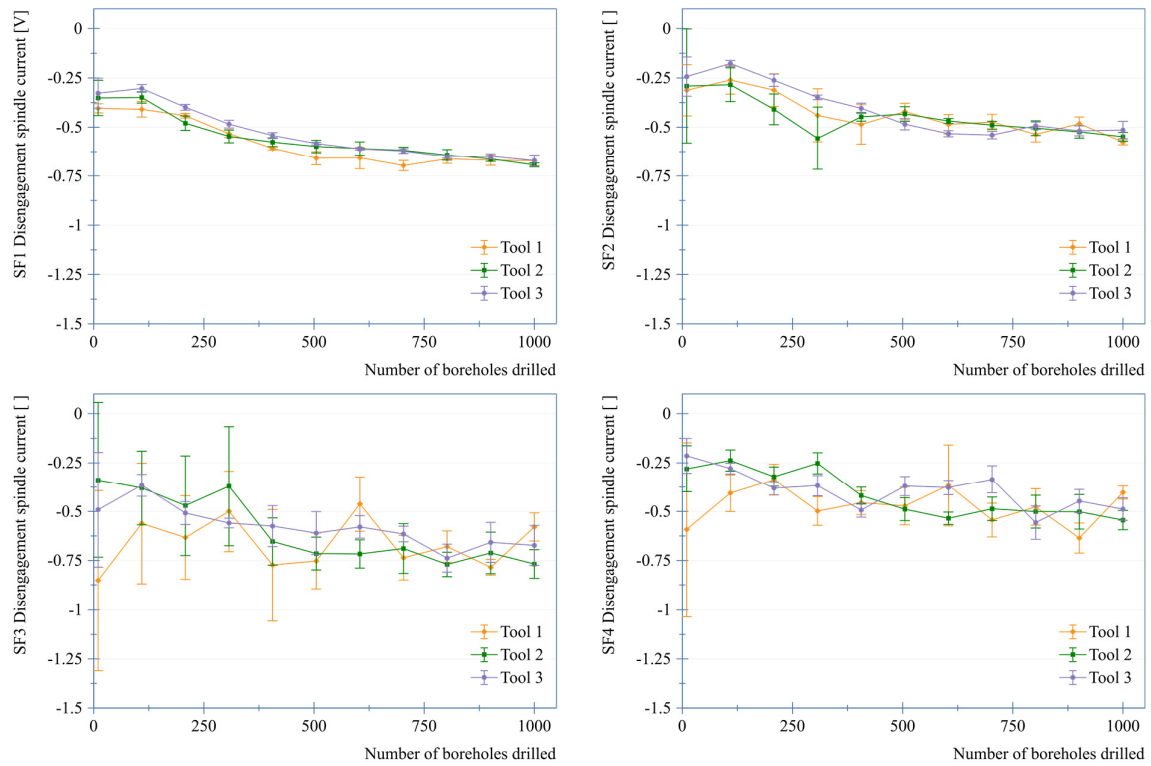 SF1 Disengagement spindle current [V]
0
-0.25
-0.5
-0.75
-1
-1.25
-1.5
Tool 1
Tool 2
Tool 3
0 250 500 750 1000
Number of boreholes drilled
SF2 Disengagement spindle current [ ]
0
-0.25
-0.5
-0.75
-1
-1.25
-1.5
Tool 1
Tool 2
Tool 3
0 250 500 750 1000
Number of boreholes drilled
SF3 Disengagement spindle current [ ]
0
-0.25
-0.5
-0.75
-1
-1.25
-1.5
Tool 1
Tool 2
Tool 3
0 250 500 750 1000
Number of boreholes drilled
SF4 Disengagement spindle current [ ]
0
-0.25
-0.5
-0.75
-1
-1.25
-1.5
Tool 1
Tool 2
Tool 3
0 250 500 750 1000
Number of boreholes drilled